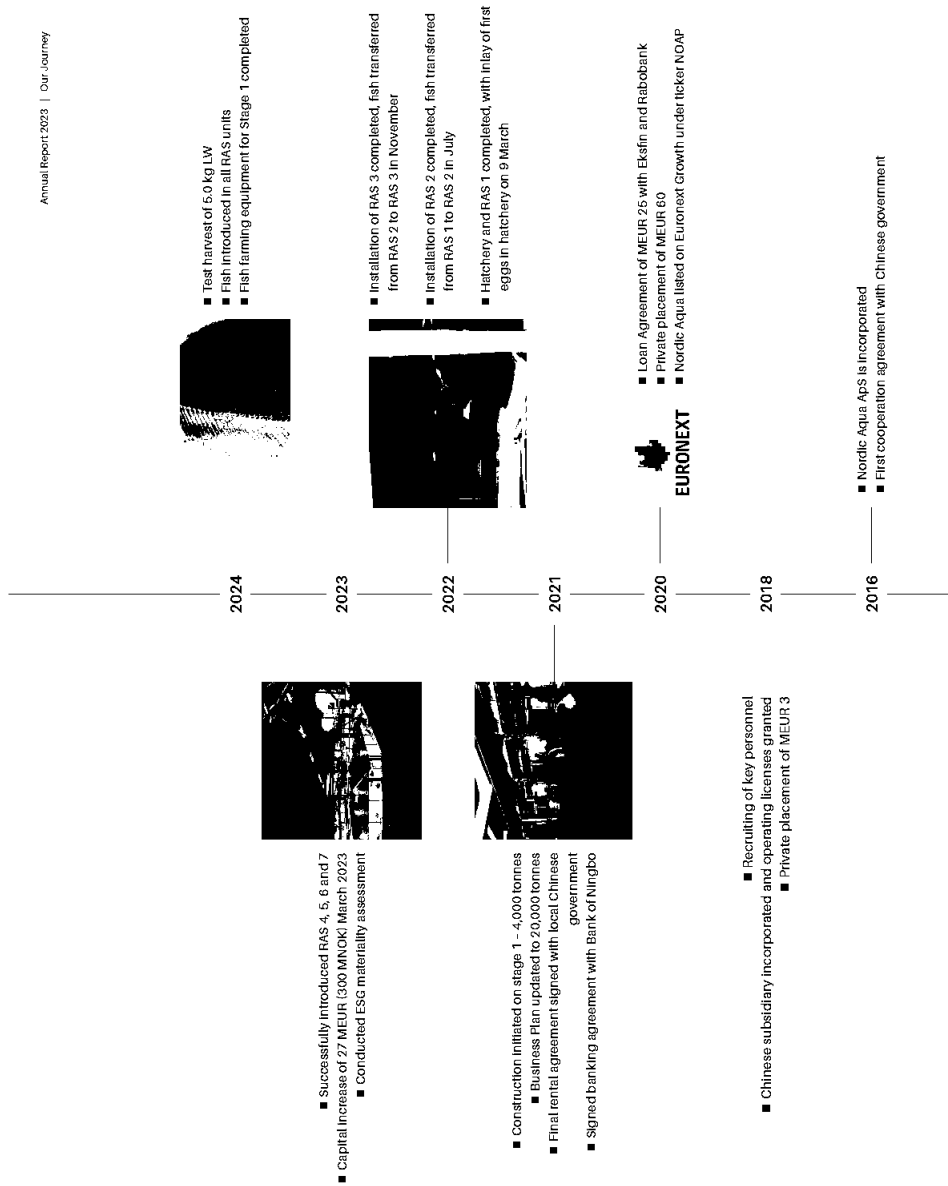 Annual Report 2023 | Our Journey
2024
■ Test harvest of 5.0 kg LW
■ Fish introduced in all RAS units
■ Fish farming equipment for Stage 1 completed
2023
■ Successfully introduced RAS 4, 5, 6 and 7
■ Capital increase of 27 MEUR (300 MNOK) March 2023
■ Conducted ESG materiality assessment
2022
■ Installation of RAS 3 completed, fish transferred
from RAS 2 to RAS 3 in November
■ Installation of RAS 2 completed, fish transferred
from RAS 1 to RAS 2 in July
■ Hatchery and RAS 1 completed, with inlay of first
eggs in hatchery on 9 March
2021
■ Construction initiated on stage 1 – 4,000 tonnes
■ Business Plan updated to 20,000 tonnes
■ Final rental agreement signed with local Chinese
government
■ Signed banking agreement with Bank of Ningbo
2020
EURONEXT
■ Loan Agreement of MEUR 25 with Eksfin and Rabobank
■ Private placement of MEUR 60
■ Nordic Aqua listed on Euronext Growth under ticker NOAP
2018
■ Recruiting of key personnel
■ Chinese subsidiary incorporated and operating licenses granted
■ Private placement of MEUR 3
2016
■ Nordic Aqua ApS is incorporated
■ First cooperation agreement with Chinese government